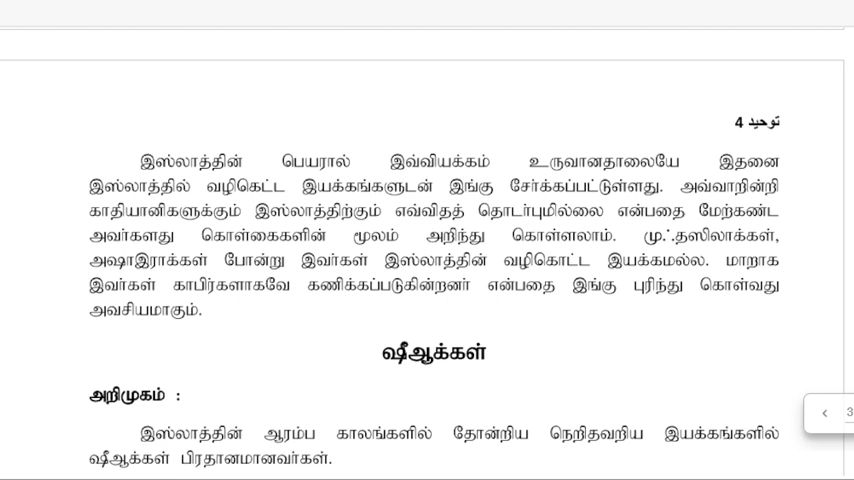 توحيد 4
இஸ்லாத்தின் பெயரால் இவ்வியக்கம் உருவானதாலேயே இதனை
இஸ்லாத்தில் வழிகெட்ட இயக்கங்களுடன் இங்கு சேர்க்கப்பட்டுள்ளது. அவ்வாறின்றி
காதியானிகளுக்கும் இஸ்லாத்திற்கும் எவ்விதத் தொடர்புமில்லை என்பதை மேற்கண்ட
அவர்களது கொள்கைகளின் மூலம் அறிந்து கொள்ளலாம். முஃதஸிலாக்கள்,
அஷாஇராக்கள் போன்று இவர்கள் இஸ்லாத்தின் வழிகொட்ட இயக்கமல்ல. மாறாக
இவர்கள் காபிர்களாகவே கணிக்கப்படுகின்றனர் என்பதை இங்கு புரிந்து கொள்வது
அவசியமாகும்.
ஷீஆக்கள்
அறிமுகம் :
இஸ்லாத்தின் ஆரம்ப காலங்களில் தோன்றிய நெறிதவறிய இயக்கங்களில்
ஷீஆக்கள் பிரதானமானவர்கள்.
3